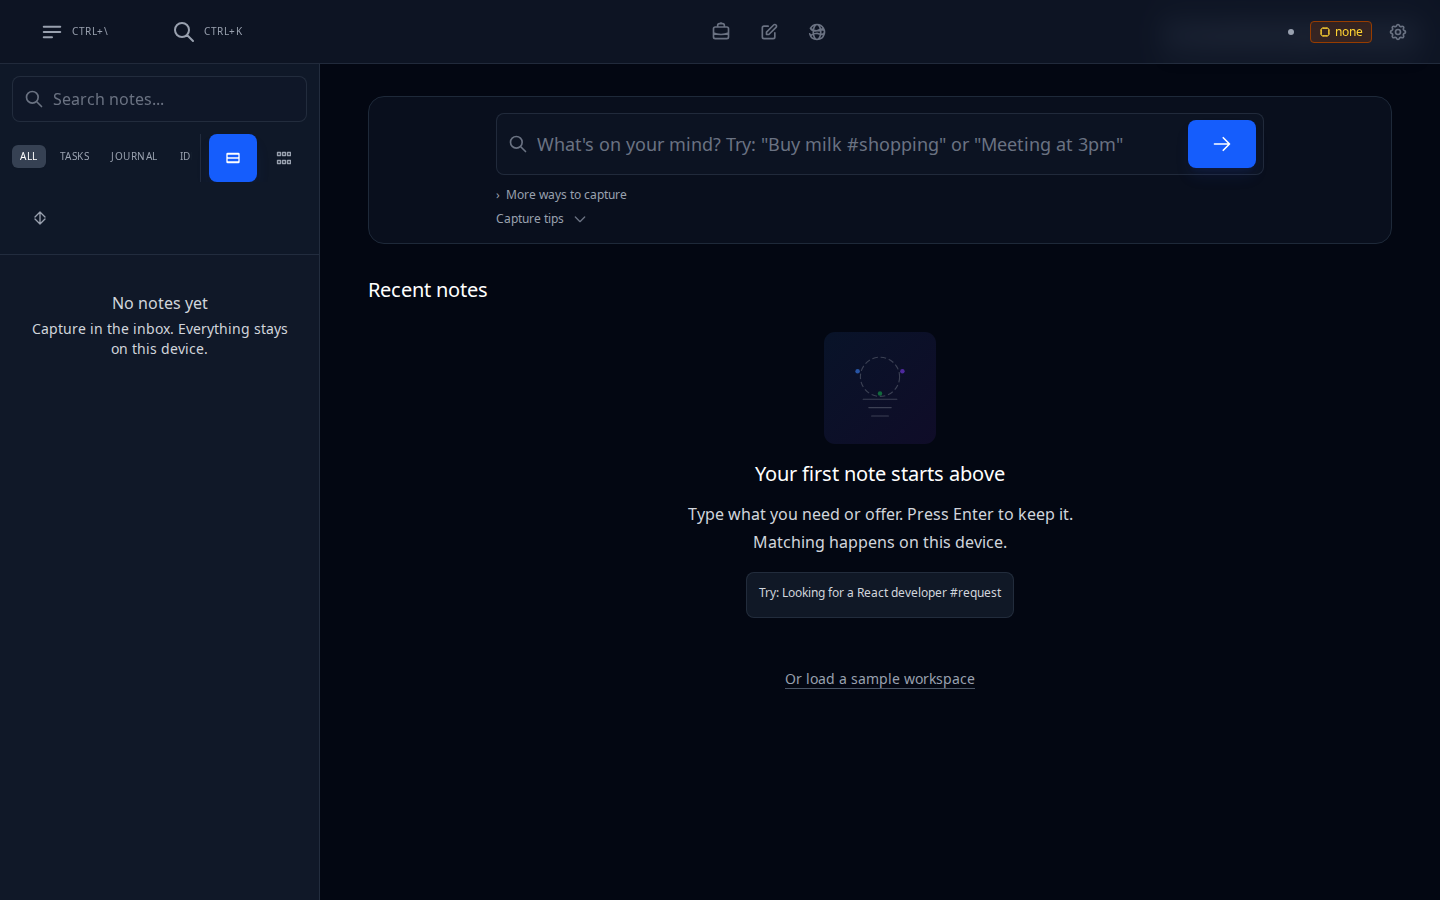 CTRL+\
CTRL+K
none
Search notes...
ALL TASKS JOURNAL ID
No notes yet
Capture in the inbox. Everything stays
on this device.
What's on your mind? Try: "Buy milk #shopping" or "Meeting at 3pm"
› More ways to capture
Capture tips
Recent notes
Your first note starts above
Type what you need or offer. Press Enter to keep it.
Matching happens on this device.
Try: Looking for a React developer #request
Or load a sample workspace